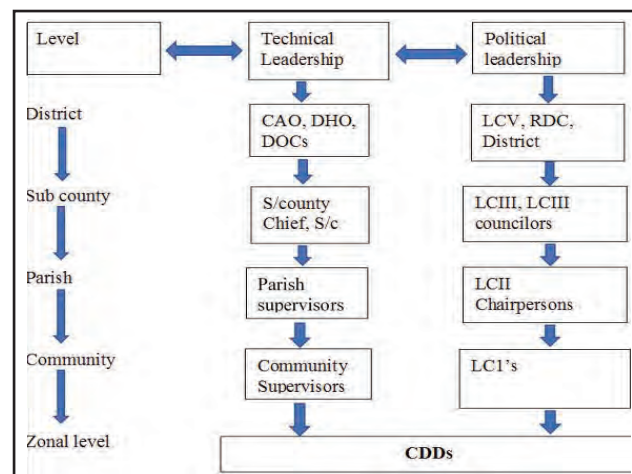 Level
Technical
Leadership
Political
leadership
District
CAO, DHO,
DOCs
LCV, RDC,
District
Sub county
S/county
Chief, S/c
LCIII, LCIII
councilors
Parish
Parish
supervisors
LCII
Chairpersons
Community
Community
Supervisors
LC1's
Zonal level
CDDs